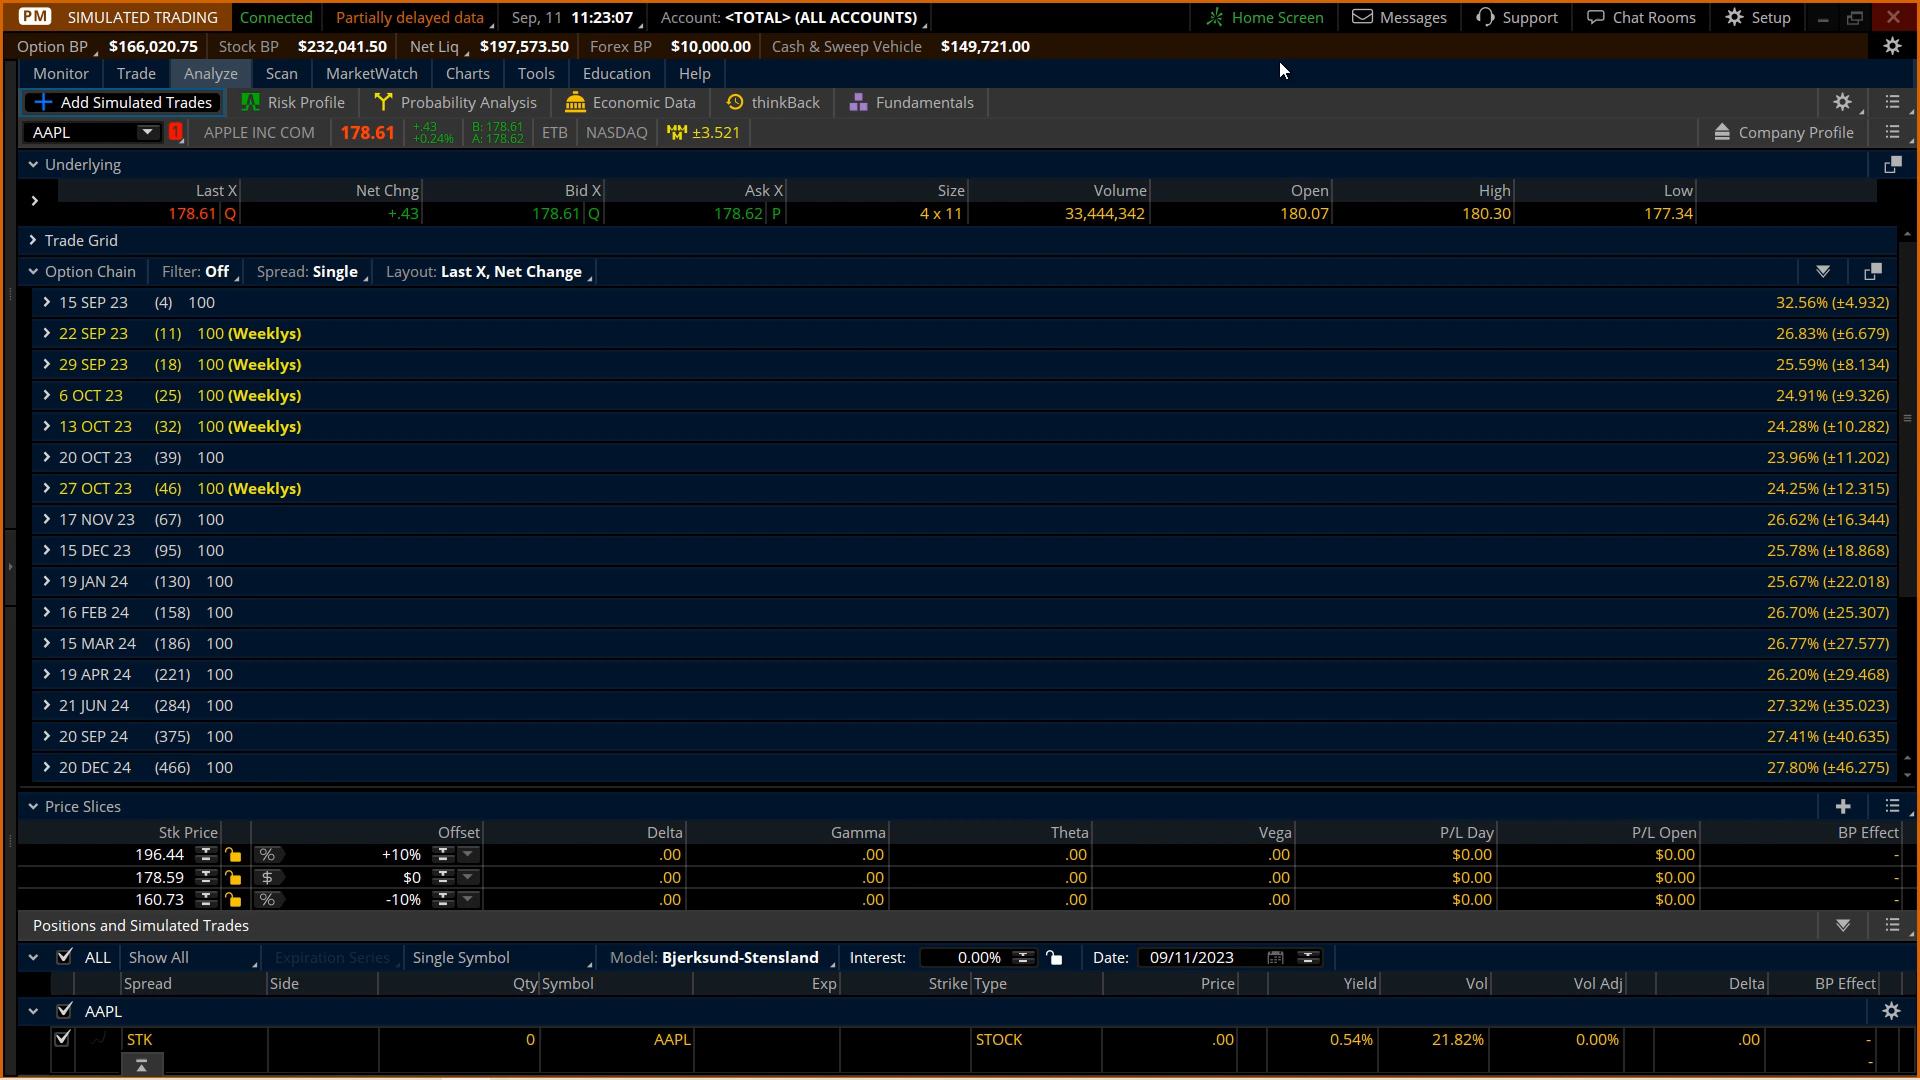 PM SIMULATED TRADING Connected Partially delayed data Sep, 11 11:23:07 Account: <TOTAL> (ALL ACCOUNTS) Home Screen Messages Support Chat Rooms Setup
Option BP $166,020.75 Stock BP $232,041.50 Net Liq $197,573.50 Forex BP $10,000.00 Cash & Sweep Vehicle $149,721.00
Monitor Trade Analyze Scan MarketWatch Charts Tools Education Help
Add Simulated Trades Risk Profile Probability Analysis Economic Data thinkBack Fundamentals
AAPL 1 APPLE INC COM 178.61 +.43 +0.24% B: 178.61 A: 178.62 ETB NASDAQ MM ±3.521 Company Profile
Underlying
Last X Net Chng Bid X Ask X Size Volume Open High Low
178.61 Q +.43 178.61 Q 178.62 P 4 x 11 33,444,342 180.07 180.30 177.34
Trade Grid
Option Chain Filter: Off Spread: Single Layout: Last X, Net Change
15 SEP 23 (4) 100 32.56% (±4.932)
22 SEP 23 (11) 100 (Weeklys) 26.83% (±6.679)
29 SEP 23 (18) 100 (Weeklys) 25.59% (±8.134)
6 OCT 23 (25) 100 (Weeklys) 24.91% (±9.326)
13 OCT 23 (32) 100 (Weeklys) 24.28% (±10.282)
20 OCT 23 (39) 100 23.96% (±11.202)
27 OCT 23 (46) 100 (Weeklys) 24.25% (±12.315)
17 NOV 23 (67) 100 26.62% (±16.344)
15 DEC 23 (95) 100 25.78% (±18.868)
19 JAN 24 (130) 100 25.67% (±22.018)
16 FEB 24 (158) 100 26.70% (±25.307)
15 MAR 24 (186) 100 26.77% (±27.577)
19 APR 24 (221) 100 26.20% (±29.468)
21 JUN 24 (284) 100 27.32% (±35.023)
20 SEP 24 (375) 100 27.41% (±40.635)
20 DEC 24 (466) 100 27.80% (±46.275)
Price Slices
Stk Price Offset Delta Gamma Theta Vega P/L Day P/L Open BP Effect
196.44 % +10% .00 .00 .00 .00 $0.00 $0.00 -
178.59 $ $0 .00 .00 .00 .00 $0.00 $0.00 -
160.73 % -10% .00 .00 .00 .00 $0.00 $0.00 -
Positions and Simulated Trades
ALL Show All Expiration Series Single Symbol Model: Bjerksund-Stensland Interest: 0.00% Date: 09/11/2023
Spread Side Qty Symbol Exp Strike Type Price Yield Vol Vol Adj Delta BP Effect
AAPL
STK 0 AAPL STOCK .00 0.54% 21.82% 0.00% .00 -
-